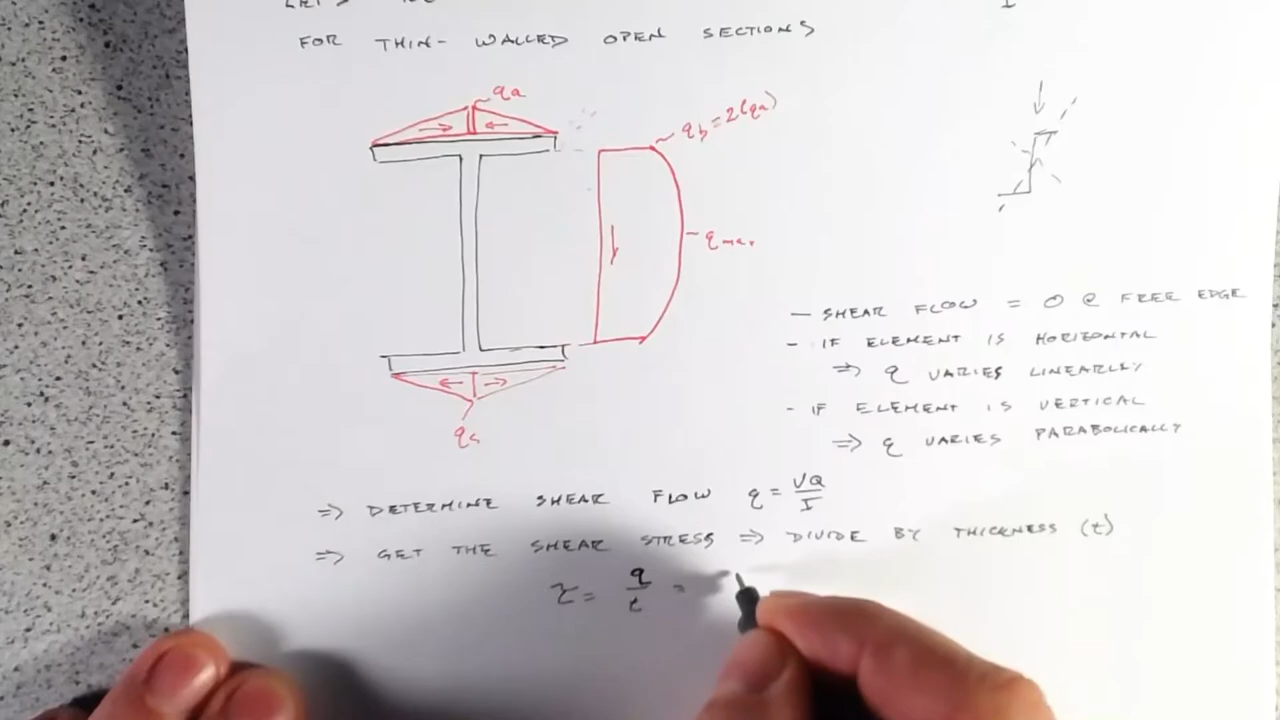 FOR THIN-WALLED OPEN SECTIONS
qa
qb = 2(qa)
qmax
- SHEAR FLOW = 0 @ FREE EDGE
- IF ELEMENT IS HORIZONTAL
⇒ q VARIES LINEARLY
- IF ELEMENT IS VERTICAL
⇒ q VARIES PARABOLICALLY
⇒ DETERMINE SHEAR FLOW q = VQ/I
⇒ GET THE SHEAR STRESS ⇒ DIVIDE BY THICKNESS (t)
τ = q/t =